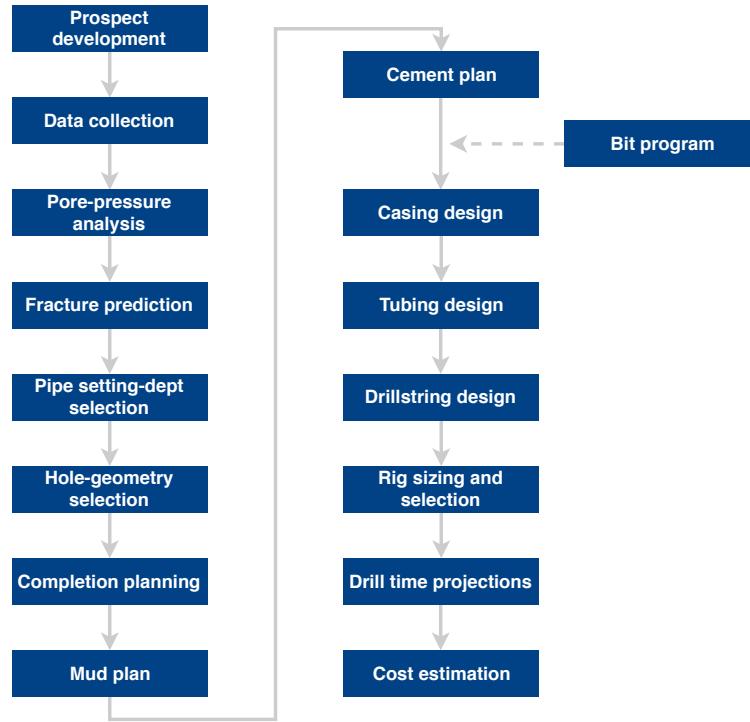 Prospect
development
Data collection
Pore-pressure
analysis
Fracture prediction
Pipe setting-dept
selection
Hole-geometry
selection
Completion planning
Mud plan
Cement plan
Bit program
Casing design
Tubing design
Drillstring design
Rig sizing and
selection
Drill time projections
Cost estimation